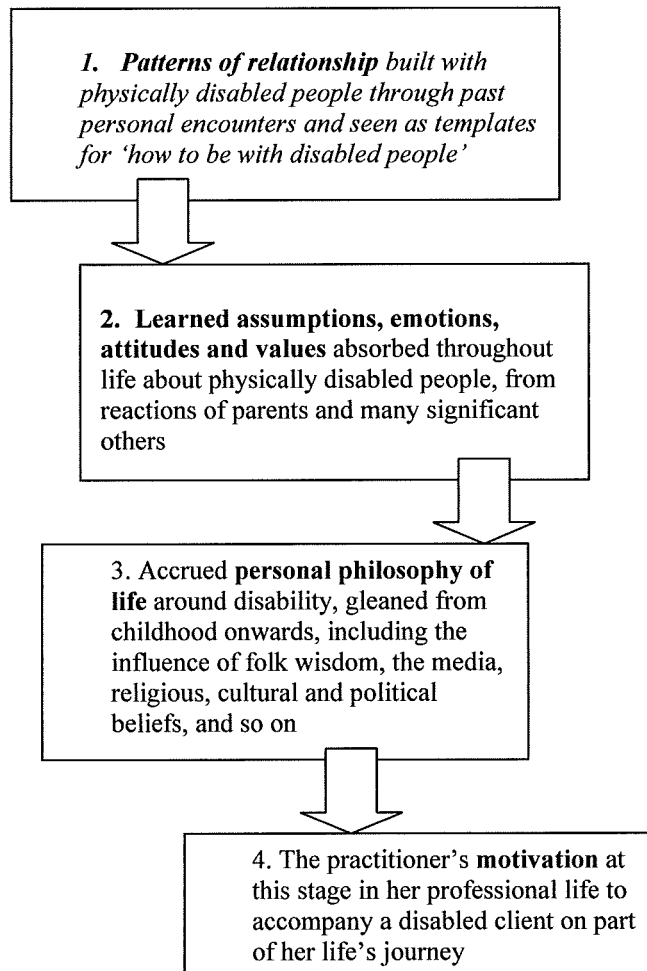 1. Patterns of relationship built with
physically disabled people through past
personal encounters and seen as templates
for ‘how to be with disabled people’
2. Learned assumptions, emotions,
attitudes and values absorbed throughout
life about physically disabled people, from
reactions of parents and many significant
others
3. Accrued personal philosophy of
life around disability, gleaned from
childhood onwards, including the
influence of folk wisdom, the media,
religious, cultural and political
beliefs, and so on
4. The practitioner’s motivation at
this stage in her professional life to
accompany a disabled client on part
of her life’s journey